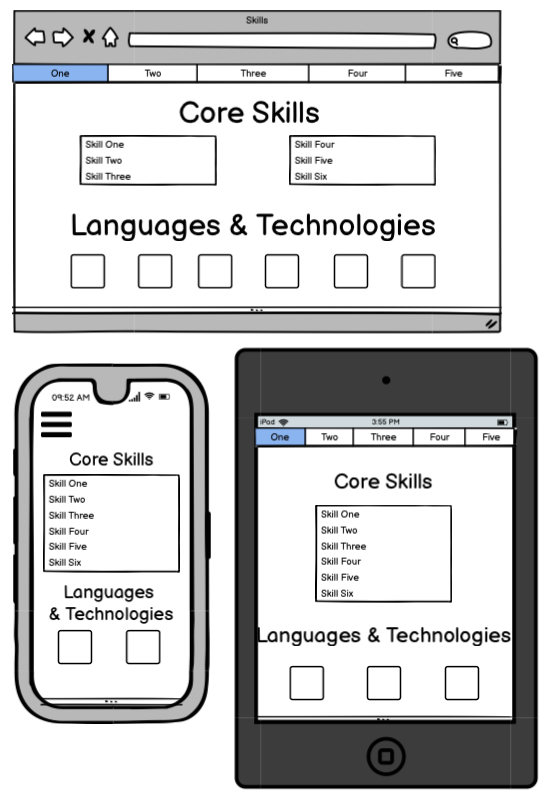 Skills
One Two Three Four Five
Core Skills
Skill One
Skill Two
Skill Three
Skill Four
Skill Five
Skill Six
Languages & Technologies
09:52 AM
Core Skills
Skill One
Skill Two
Skill Three
Skill Four
Skill Five
Skill Six
Languages
& Technologies
iPad 3:55 PM
One Two Three Four Five
Core Skills
Skill One
Skill Two
Skill Three
Skill Four
Skill Five
Skill Six
Languages & Technologies